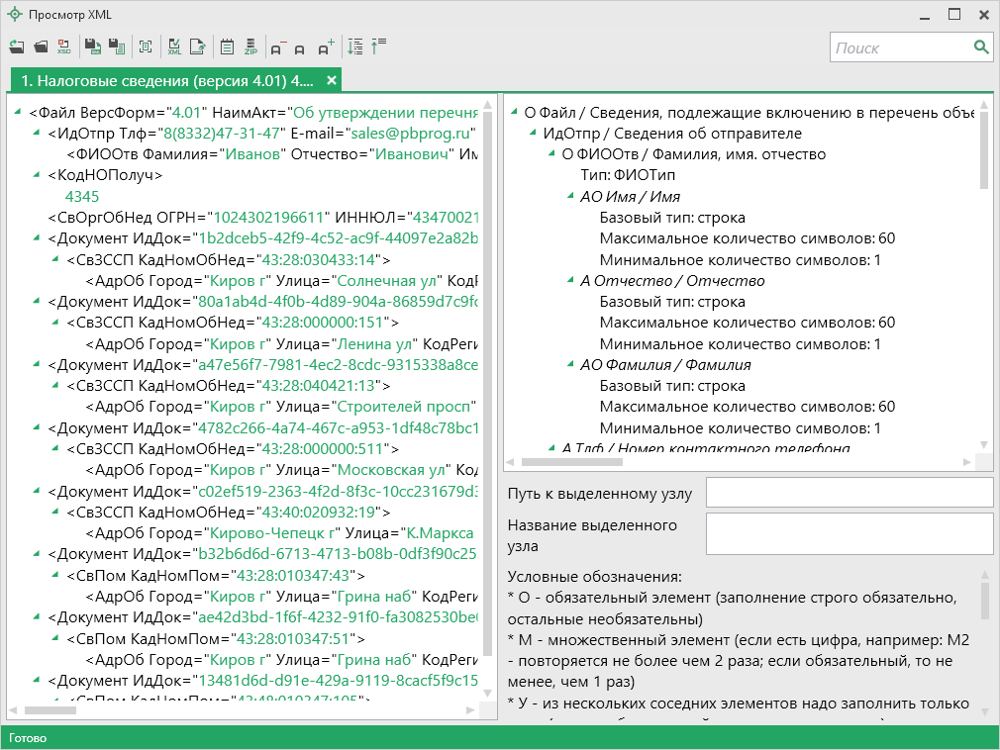 Просмотр XML
XSD
XML
ZIP
Поиск
1. Налоговые сведения (версия 4.01) 4....
<Файл ВерсФорм="4.01" НаимАкт="Об утверждении перечня
<ИдОтпр Тлф="8(8332)47-31-47" E-mail="sales@pbprog.ru"
<ФИООтв Фамилия="Иванов" Отчество="Иванович" Им
<КодНОПолуч>
4345
<СвОргОбНед ОГРН="1024302196611" ИННЮЛ="43470021
<Документ ИдДок="1b2dceb5-42f9-4c52-ac9f-44097e2a82b
<СвЗССП КадНомОбНед="43:28:030433:14">
<АдрОб Город="Киров г" Улица="Солнечная ул" КодР
<Документ ИдДок="80a1ab4d-4f0b-4d89-904a-86859d7c9fc
<СвЗССП КадНомОбНед="43:28:000000:151">
<АдрОб Город="Киров г" Улица="Ленина ул" КодРеги
<Документ ИдДок="a47e56f7-7981-4ec2-8cdc-9315338a8ce
<СвЗССП КадНомОбНед="43:28:040421:13">
<АдрОб Город="Киров г" Улица="Строителей просп"
<Документ ИдДок="4782c266-4a74-467c-a953-1df48c78bc1
<СвЗССП КадНомОбНед="43:28:000000:511">
<АдрОб Город="Киров г" Улица="Московская ул" Код
<Документ ИдДок="c02ef519-2363-4f2d-8f3c-10cc231679d3
<СвЗССП КадНомОбНед="43:40:020932:19">
<АдрОб Город="Кирово-Чепецк г" Улица="К.Маркса
<Документ ИдДок="b32b6d6d-6713-4713-b08b-0df3f90c25
<СвПом КадНомПом="43:28:010347:43">
<АдрОб Город="Киров г" Улица="Грина наб" КодРеги
<Документ ИдДок="ae42d3bd-1f6f-4232-91f0-fa3082530be
<СвПом КадНомПом="43:28:010347:51">
<АдрОб Город="Киров г" Улица="Грина наб" КодРеги
<Документ ИдДок="13481d6d-d91e-429a-9119-8cacf5f9c15
<СвПом КадНомПом="43:48:010347:105">
О Файл / Сведения, подлежащие включению в перечень объе
ИдОтпр / Сведения об отправителе
О ФИООтв / Фамилия, имя. отчество
Тип: ФИОТип
АО Имя / Имя
Базовый тип: строка
Максимальное количество символов: 60
Минимальное количество символов: 1
А Отчество / Отчество
Базовый тип: строка
Максимальное количество символов: 60
Минимальное количество символов: 1
АО Фамилия / Фамилия
Базовый тип: строка
Максимальное количество символов: 60
Минимальное количество символов: 1
А Тлф / Номер контактного телефона
Путь к выделенному узлу
Название выделенного
узла
Условные обозначения:
* О - обязательный элемент (заполнение строго обязательно,
остальные необязательны)
* М - множественный элемент (если есть цифра, например: М2
- повторяется не более чем 2 раза; если обязательный, то не
менее, чем 1 раз)
* У - из нескольких соседних элементов надо заполнить только
Готово